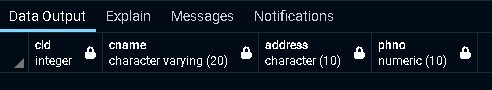 Data Output Explain Messages Notifications
cid cname address phno
integer character varying (20) character (10) numeric (10)